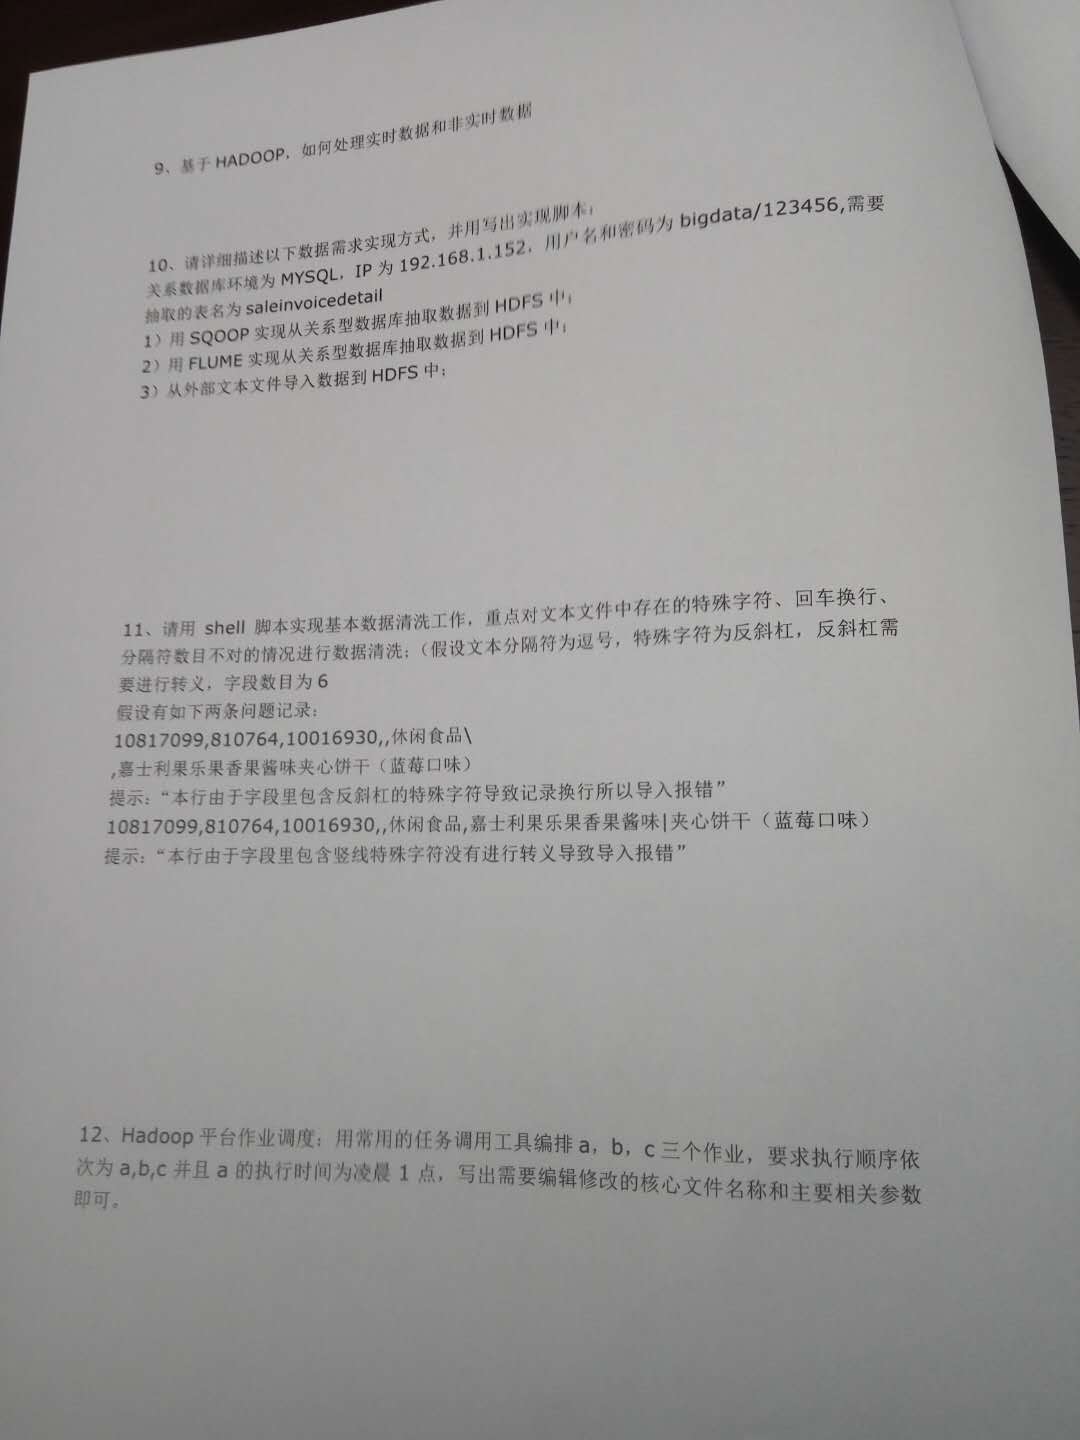 9、基于 HADOOP，如何处理实时数据和非实时数据
10、请详细描述以下数据需求实现方式，并用写出实现脚本；
关系数据库环境为 MYSQL，IP 为 192.168.1.152，用户名和密码为 bigdata/123456,需要
抽取的表名为 saleinvoicedetail
1）用 SQOOP 实现从关系型数据库抽取数据到 HDFS 中；
2）用 FLUME 实现从关系型数据库抽取数据到 HDFS 中；
3）从外部文本文件导入数据到 HDFS 中；
11、请用 shell 脚本实现基本数据清洗工作，重点对文本文件中存在的特殊字符、回车换行、
分隔符数目不对的情况进行数据清洗；（假设文本分隔符为逗号，特殊字符为反斜杠，反斜杠需
要进行转义，字段数目为 6
假设有如下两条问题记录：
10817099,810764,10016930,,休闲食品\
,嘉士利果乐果香果酱味夹心饼干（蓝莓口味）
提示：“本行由于字段里包含反斜杠的特殊字符导致记录换行所以导入报错”
10817099,810764,10016930,,休闲食品,嘉士利果乐果香果酱味|夹心饼干（蓝莓口味）
提示：“本行由于字段里包含竖线特殊字符没有进行转义导致导入报错”
12、Hadoop 平台作业调度：用常用的任务调用工具编排 a，b，c 三个作业，要求执行顺序依
次为 a,b,c 并且 a 的执行时间为凌晨 1 点，写出需要编辑修改的核心文件名称和主要相关参数
即可。